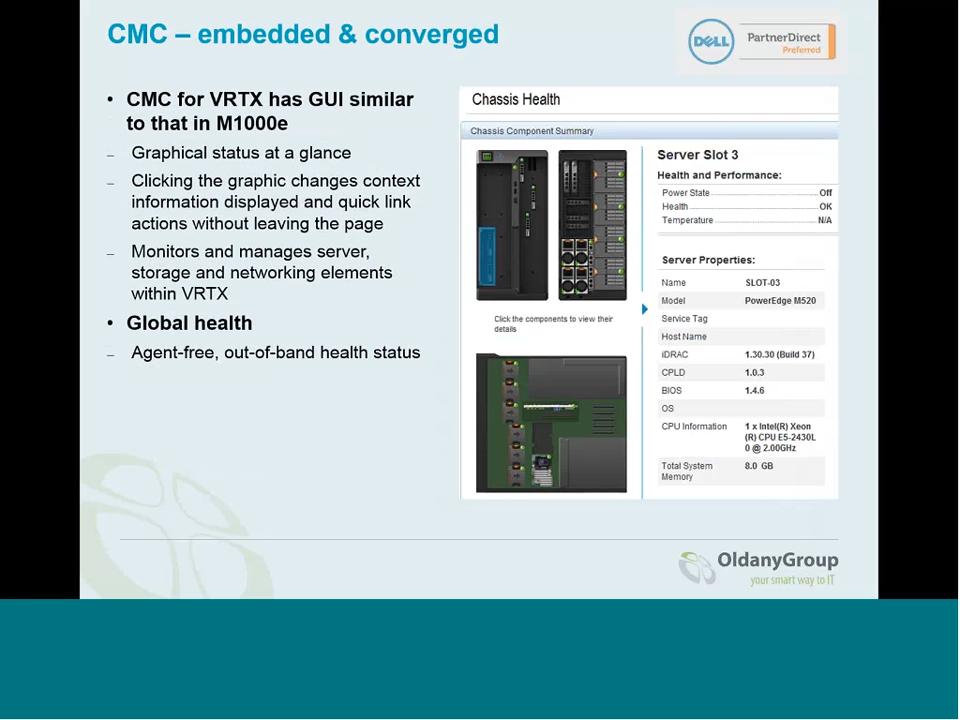 CMC – embedded & converged
DELL
PartnerDirect
Preferred
• CMC for VRTX has GUI similar
to that in M1000e
– Graphical status at a glance
– Clicking the graphic changes context
information displayed and quick link
actions without leaving the page
– Monitors and manages server,
storage and networking elements
within VRTX
• Global health
– Agent-free, out-of-band health status
Chassis Health
Chassis Component Summary
Click the components to view their
details
Server Slot 3
Health and Performance:
Power State Off
Health OK
Temperature N/A
Server Properties:
Name SLOT-03
Model PowerEdge M520
Service Tag
Host Name
iDRAC 1.30.30 (Build 37)
CPLD 1.0.3
BIOS 1.4.6
OS
CPU Information 1 x Intel(R) Xeon
(R) CPU E5-2430L
0 @ 2.00GHz
Total System 8.0 GB
Memory
OldanyGroup
your smart way to IT